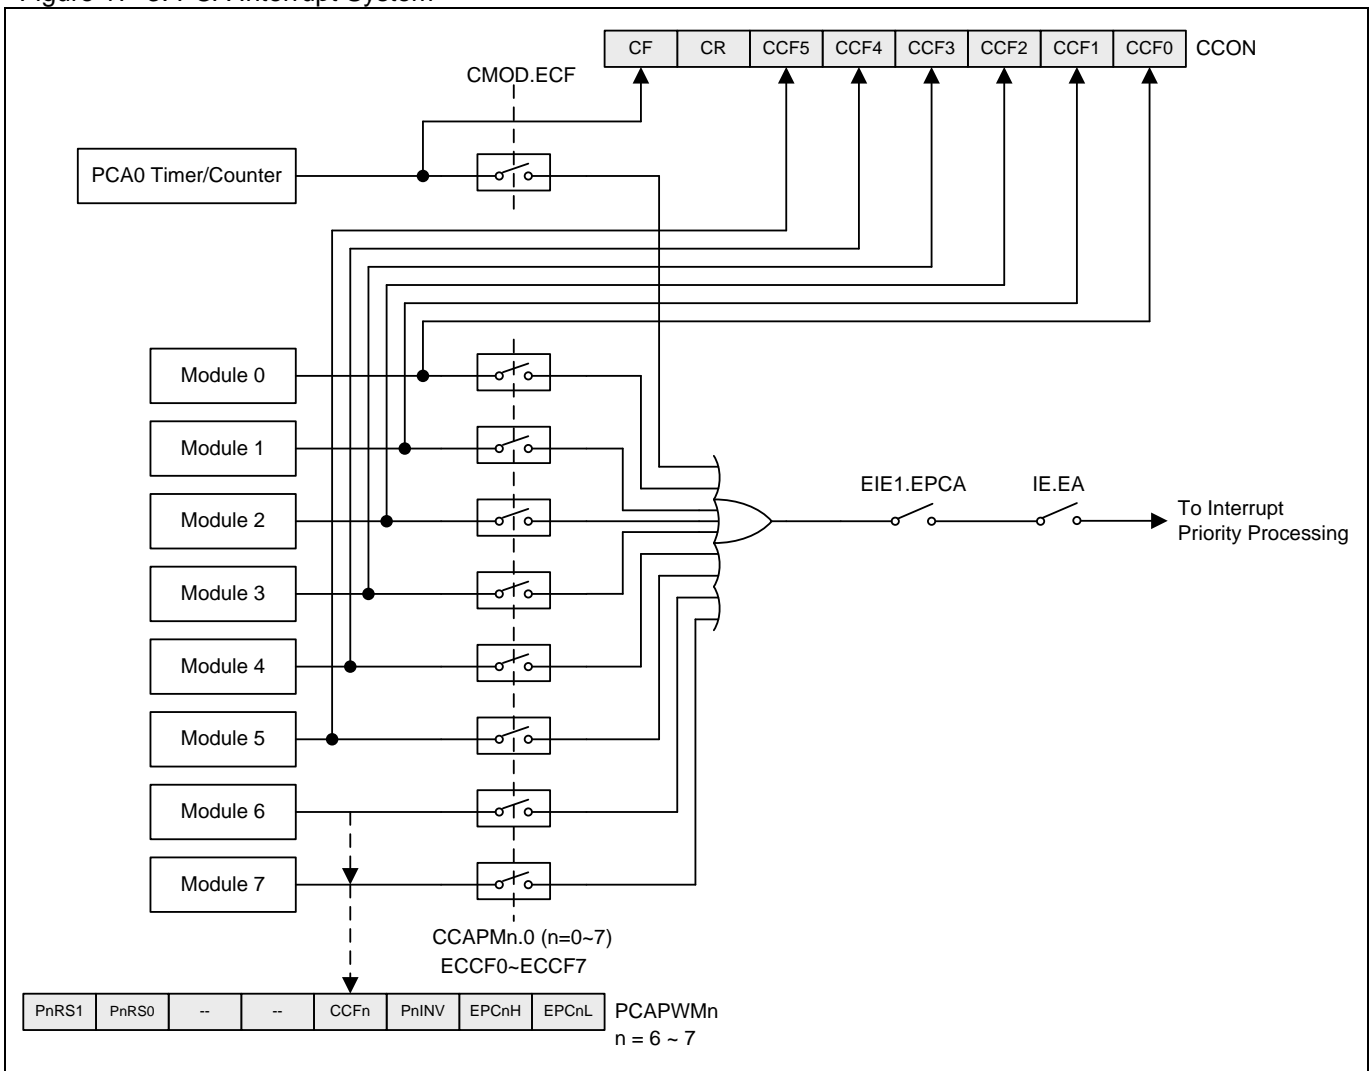 CF CR CCF5 CCF4 CCF3 CCF2 CCF1 CCF0 CCON
CMOD.ECF
PCA0 Timer/Counter
Module 0
Module 1
Module 2
Module 3
Module 4
Module 5
Module 6
Module 7
EIE1.EPCA
IE.EA
To Interrupt
Priority Processing
CCAPMn.0 (n=0~7)
ECCF0~ECCF7
PnRS1 PnRS0 -- -- CCFn PnINV EPCnH EPCnL PCAPWMn
n = 6 ~ 7